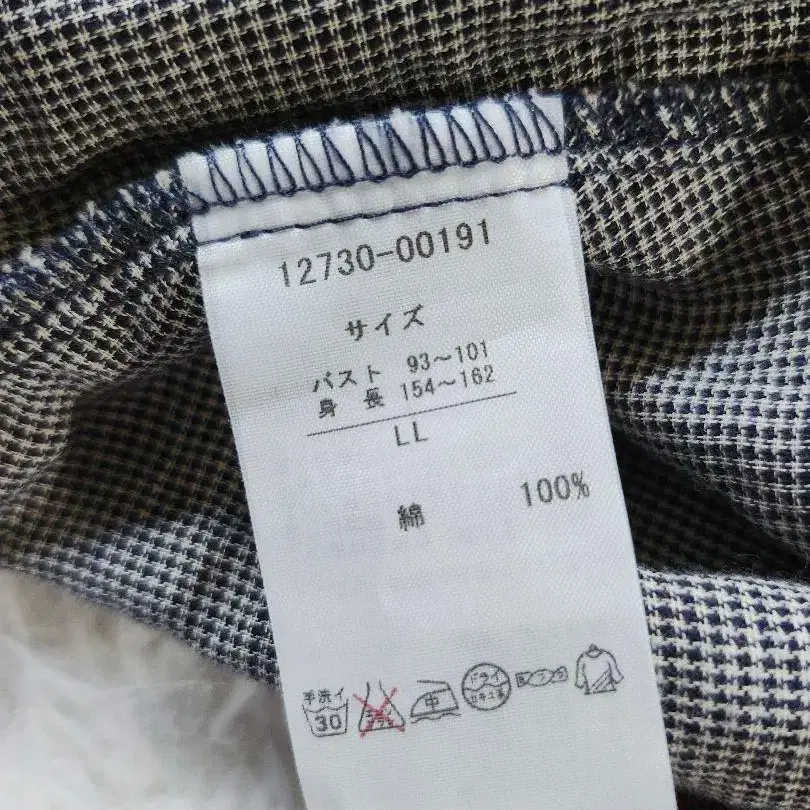 12730-00191
サイズ
バスト 93～101
身長 154～162
LL
綿 100%
手洗イ
30
中
ドライ